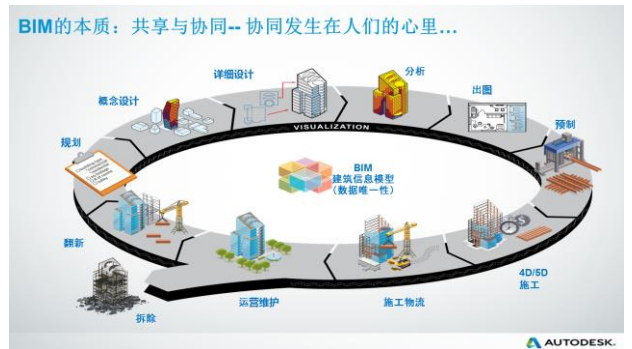 BIM的本质：共享与协同-- 协同发生在人们的心里...
详细设计
分析
概念设计
出图
规划
预制
VISUALIZATION
BIM
建筑信息模型
（数据唯一性）
翻新
4D/5D
施工
运营维护
施工物流
拆除
AUTODESK.